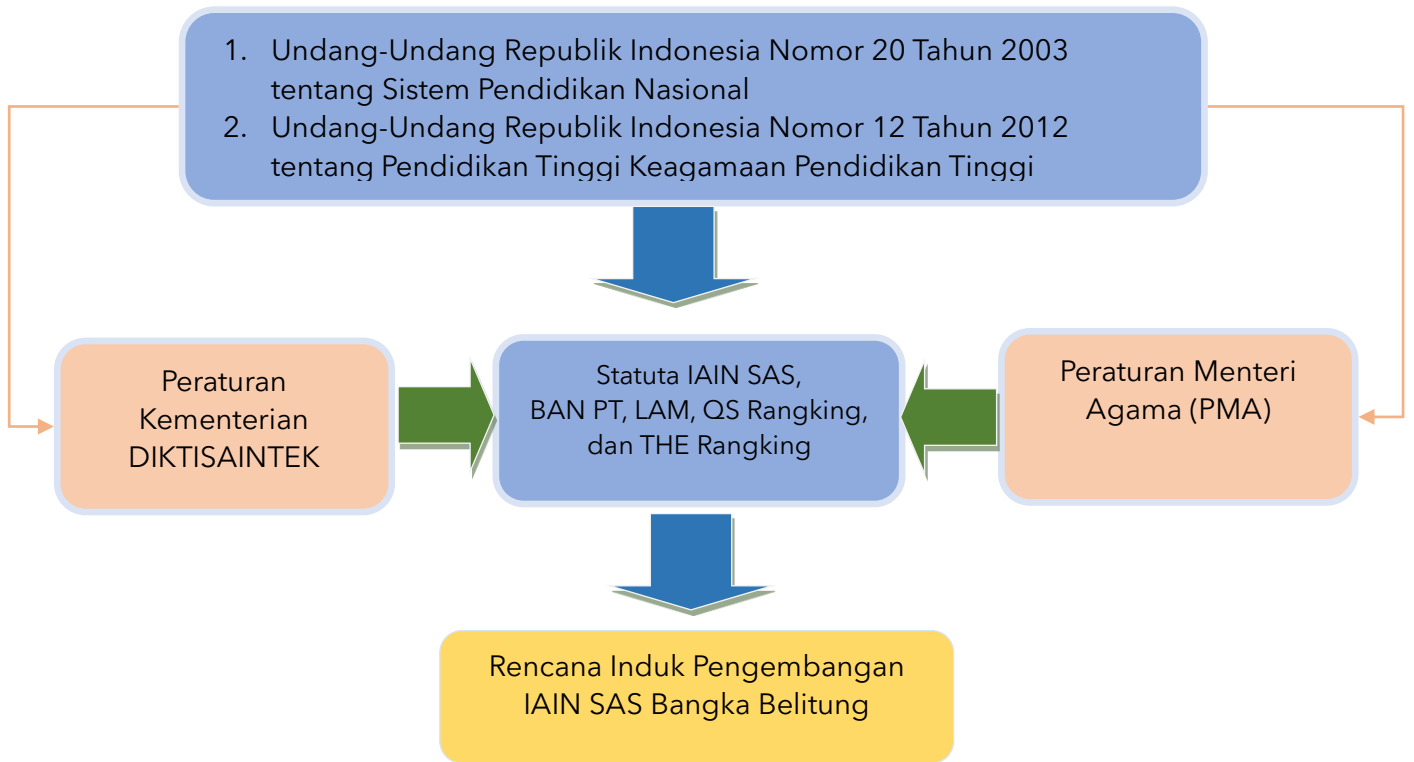 1. Undang-Undang Republik Indonesia Nomor 20 Tahun 2003
tentang Sistem Pendidikan Nasional
2. Undang-Undang Republik Indonesia Nomor 12 Tahun 2012
tentang Pendidikan Tinggi Keagamaan Pendidikan Tinggi
Peraturan
Kementerian
DIKTISAINTEK
Statuta IAIN SAS,
BAN PT, LAM, QS Rangking,
dan THE Rangking
Peraturan Menteri
Agama (PMA)
Rencana Induk Pengembangan
IAIN SAS Bangka Belitung